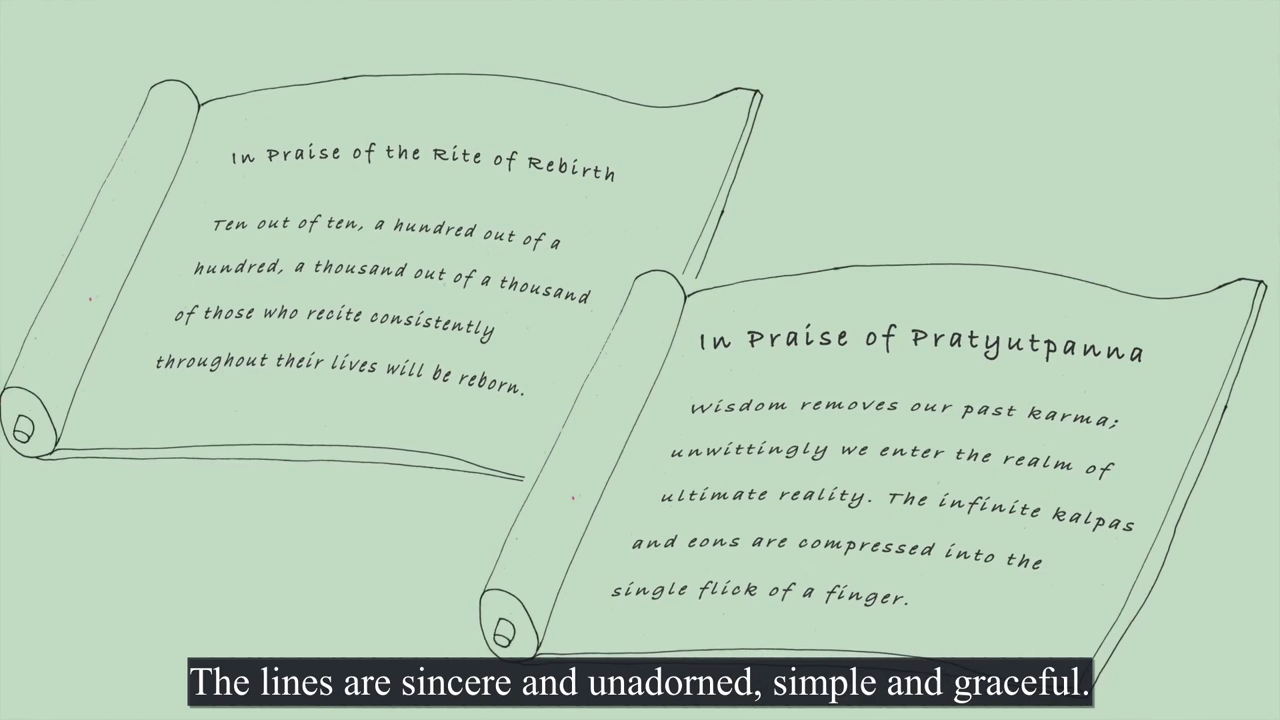 In Praise of the Rite of Rebirth
Ten out of ten, a hundred out of a
hundred, a thousand out of a thousand
of those who recite consistently
throughout their lives will be reborn.
In Praise of Pratyutpanna
Wisdom removes our past karma;
unwittingly we enter the realm of
ultimate reality. The infinite kalpas
and eons are compressed into the
single flick of a finger.
The lines are sincere and unadorned, simple and graceful.